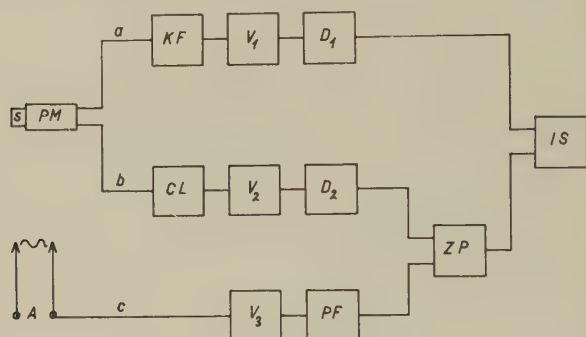 a KF V₁ D₁
S PM
IS
b CL V₂ D₂
ZP
A c V₃ PF